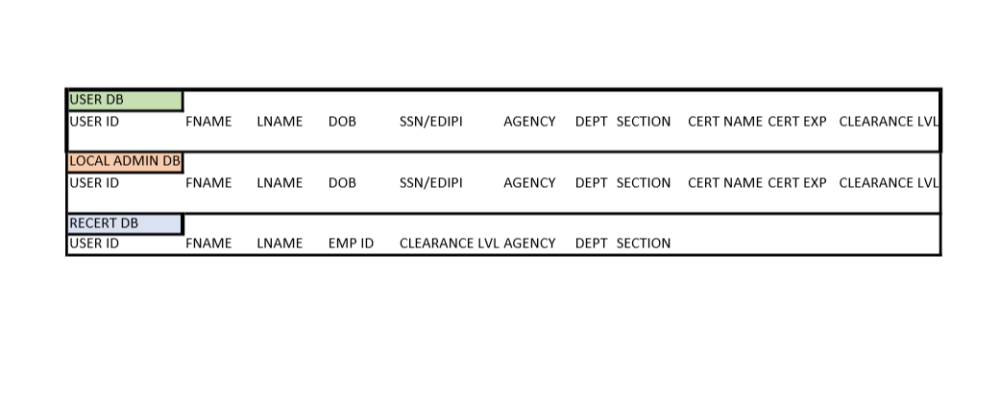 USER DB
USER ID FNAME LNAME DOB SSN/EDIPI AGENCY DEPT SECTION CERT NAME CERT EXP CLEARANCE LVL
LOCAL ADMIN DB
USER ID FNAME LNAME DOB SSN/EDIPI AGENCY DEPT SECTION CERT NAME CERT EXP CLEARANCE LVL
RECERT DB
USER ID FNAME LNAME EMP ID CLEARANCE LVL AGENCY DEPT SECTION